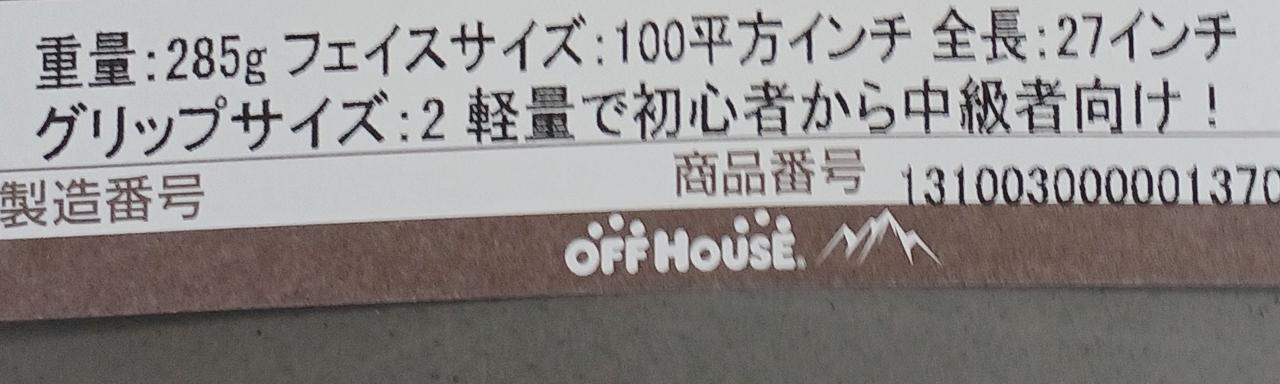 重量:285g フェイスサイズ:100平方インチ 全長:27インチ
グリップサイズ:2 軽量で初心者から中級者向け!
製造番号 商品番号 1310030000001370
OFF HOUSE.